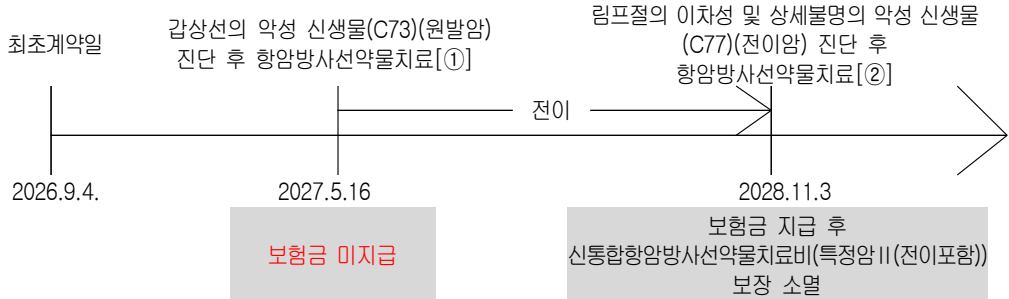 최초계약일
갑상선의 악성 신생물(C73)(원발암)
진단 후 항암방사선약물치료[①]
림프절의 이차성 및 상세불명의 악성 신생물
(C77)(전이암) 진단 후
항암방사선약물치료[②]
전이
2026.9.4.
2027.5.16
2028.11.3
보험금 미지급
보험금 지급 후
신통합항암방사선약물치료비(특정암Ⅱ(전이포함))
보장 소멸